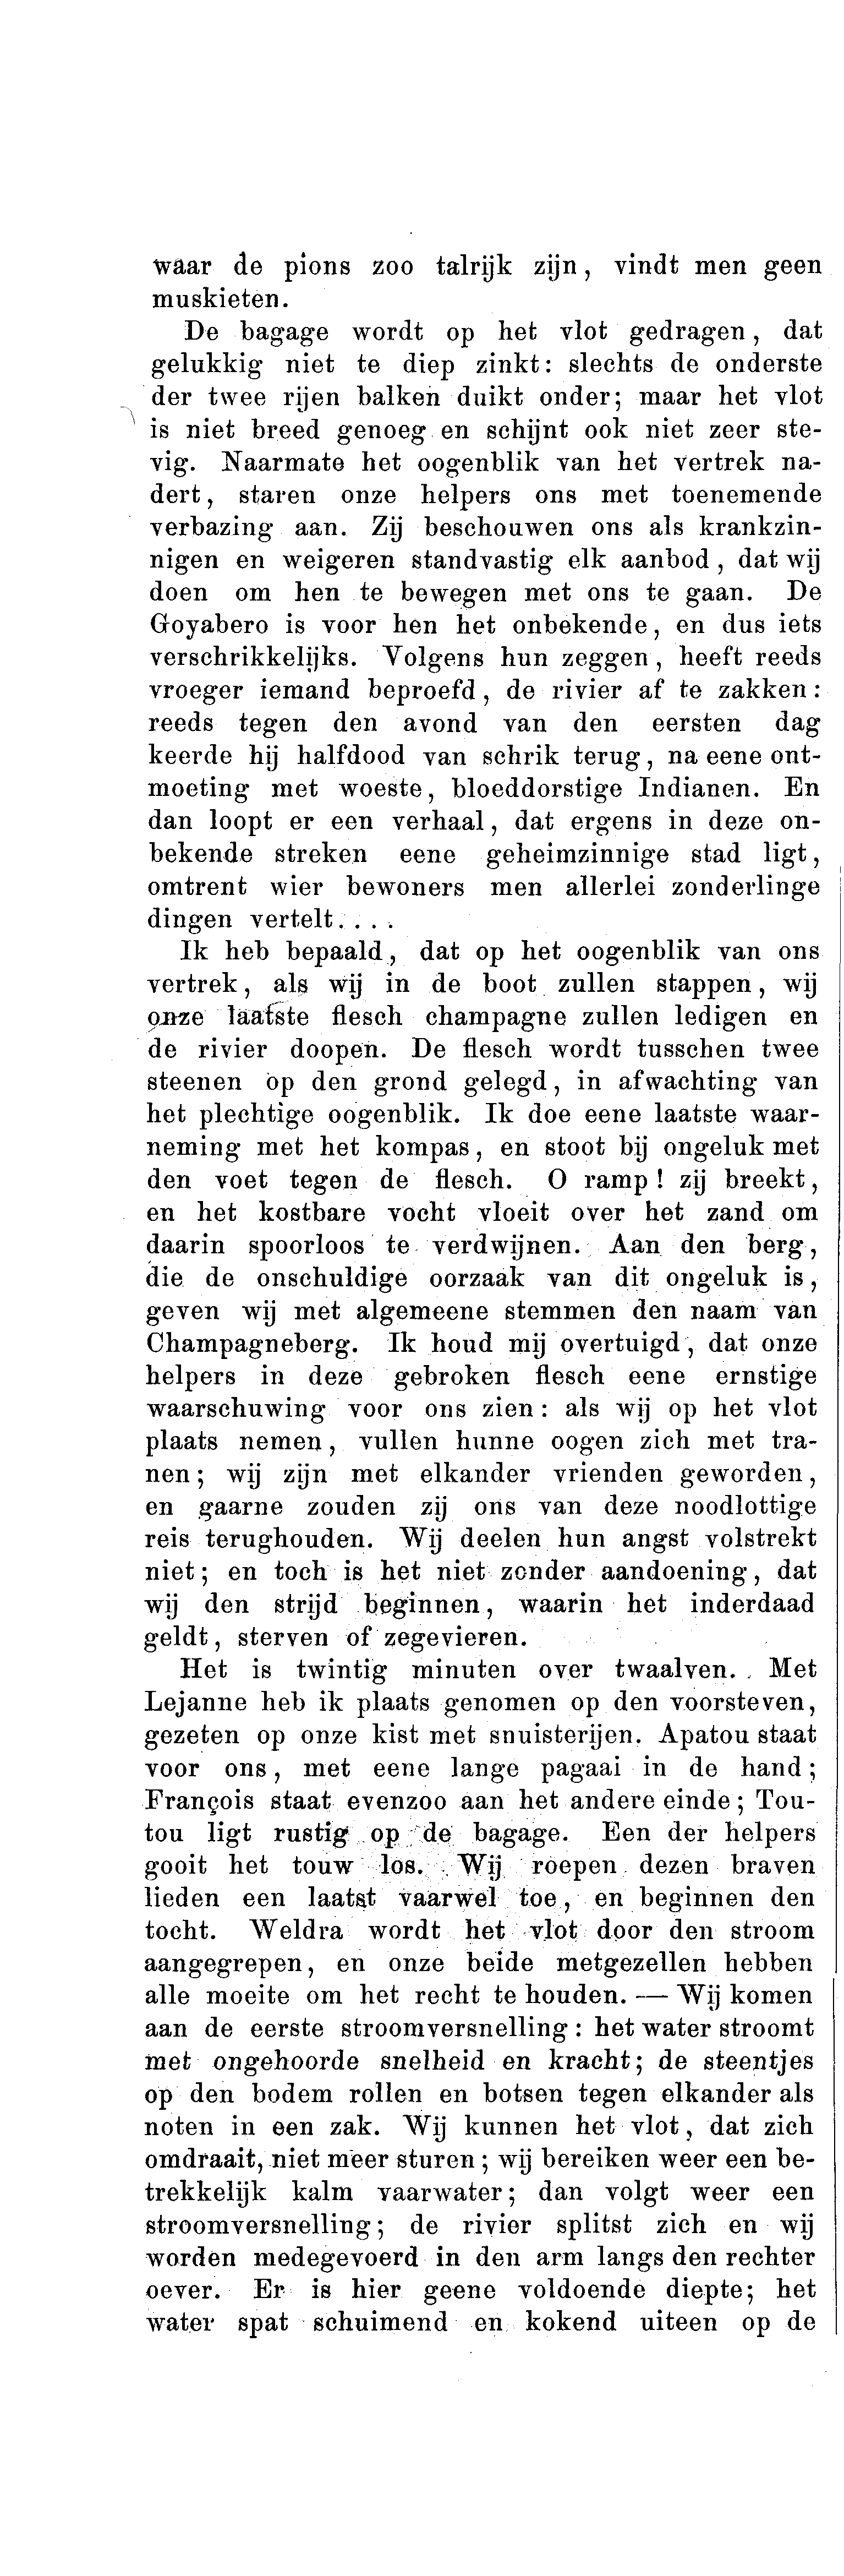 waar de pions zoo talrijk zijn, vindt men geen
muskieten.
De bagage wordt op het vlot gedragen, dat
gelukkig niet te diep zinkt: slechts de onderste
der twee rijen balken duikt onder; maar het vlot
is niet breed genoeg en schijnt ook niet zeer ste-
vig. Naarmate het oogenblik van het vertrek na-
dert, staren onze helpers ons met toenemende
verbazing aan. Zij beschouwen ons als krankzin-
nigen en weigeren standvastig elk aanbod, dat wij
doen om hen te bewegen met ons te gaan. De
Goyabero is voor hen het onbekende, en dus iets
verschrikkelijks. Volgens hun zeggen, heeft reeds
vroeger iemand beproefd, de rivier af te zakken:
reeds tegen den avond van den eersten dag
keerde hij halfdood van schrik terug, na eene ont-
moeting met woeste, bloeddorstige Indianen. En
dan loopt er een verhaal, dat ergens in deze on-
bekende streken eene geheimzinnige stad ligt,
omtrent wier bewoners men allerlei zonderlinge
dingen vertelt....
Ik heb bepaald, dat op het oogenblik van ons
vertrek, als wij in de boot zullen stappen, wij
onze laatste flesch champagne zullen ledigen en
de rivier doopen. De flesch wordt tusschen twee
steenen op den grond gelegd, in afwachting van
het plechtige oogenblik. Ik doe eene laatste waar-
neming met het kompas, en stoot bij ongeluk met
den voet tegen de flesch. O ramp! zij breekt,
en het kostbare vocht vloeit over het zand om
daarin spoorloos te verdwijnen. Aan den berg,
die de onschuldige oorzaak van dit ongeluk is,
geven wij met algemeene stemmen den naam van
Champagneberg. Ik houd mij overtuigd, dat onze
helpers in deze gebroken flesch eene ernstige
waarschuwing voor ons zien: als wij op het vlot
plaats nemen, vullen hunne oogen zich met tra-
nen; wij zijn met elkander vrienden geworden,
en gaarne zouden zij ons van deze noodlottige
reis terughouden. Wij deelen hun angst volstrekt
niet; en toch is het niet zonder aandoening, dat
wij den strijd beginnen, waarin het inderdaad
geldt, sterven of zegevieren.
Het is twintig minuten over twaalven. Met
Lejanne heb ik plaats genomen op den voorsteven,
gezeten op onze kist met snuisterijen. Apatou staat
voor ons, met eene lange pagaai in de hand;
François staat evenzoo aan het andere einde; Tou-
tou ligt rustig op de bagage. Een der helpers
gooit het touw los. Wij roepen dezen braven
lieden een laatst vaarwel toe, en beginnen den
tocht. Weldra wordt het vlot door den stroom
aangegrepen, en onze beide metgezellen hebben
alle moeite om het recht te houden. — Wij komen
aan de eerste stroomversnelling: het water stroomt
met ongehoorde snelheid en kracht; de steentjes
op den bodem rollen en botsen tegen elkander als
noten in een zak. Wij kunnen het vlot, dat zich
omdraait, niet meer sturen; wij bereiken weer een be-
trekkelijk kalm vaarwater; dan volgt weer een
stroomversnelling; de rivier splitst zich en wij
worden medegevoerd in den arm langs den rechter
oever. Er is hier geene voldoende diepte; het
water spat schuimend en kokend uiteen op de